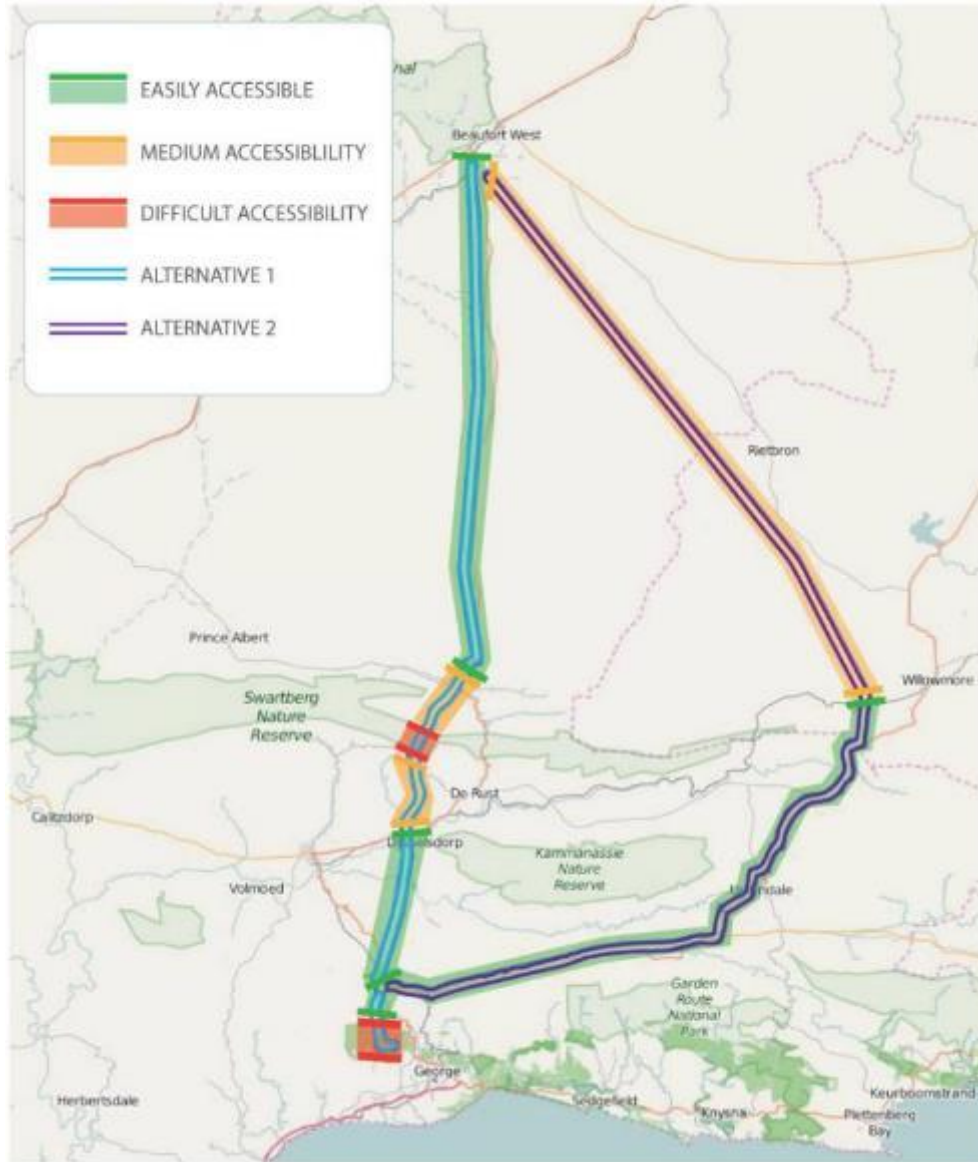 EASILY ACCESSIBLE
MEDIUM ACCESSIBLILITY
DIFFICULT ACCESSIBILITY
ALTERNATIVE 1
ALTERNATIVE 2
nal
Beaufort West
Rietbron
Prince Albert
Willowmore
Swartberg
Nature
Reserve
De Rust
Calitzdorp
Kammanassie
Nature
Reserve
Volmoed
Garden
Route
National
Park
George
Herbertsdale
Sedgefield
Knysna
Keurboomstrand
Plettenberg
Bay